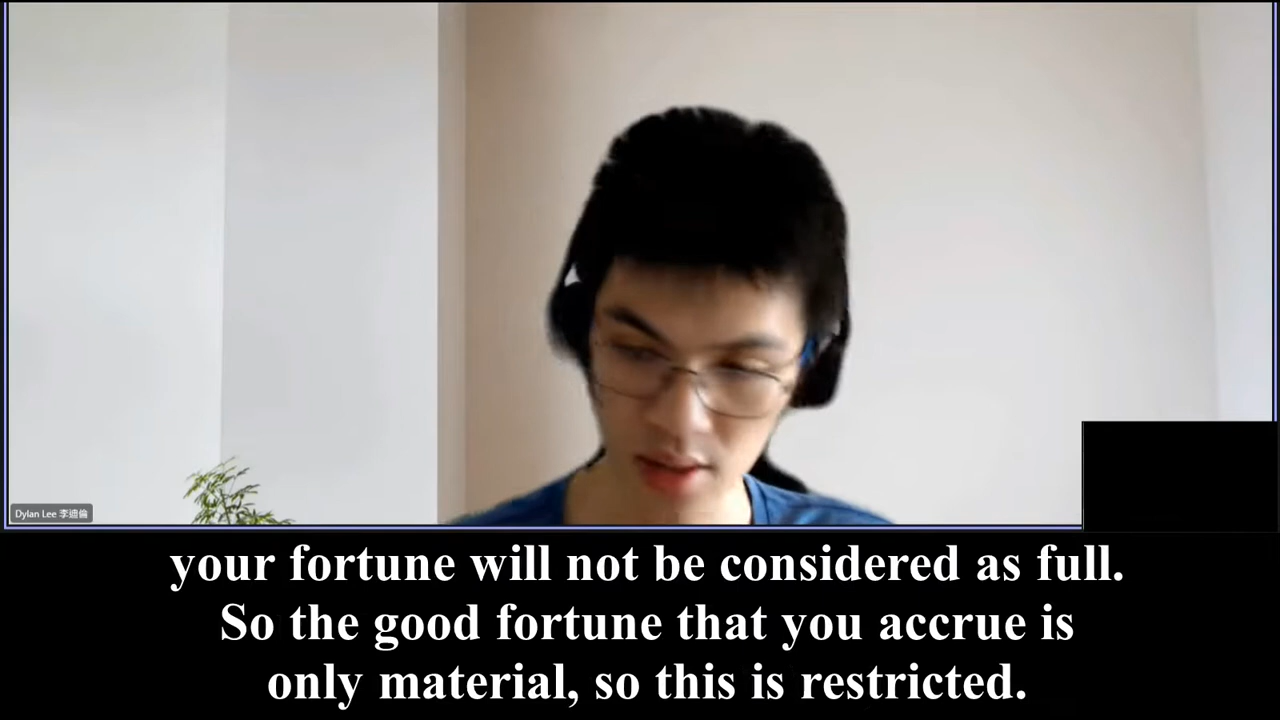 Dylan Lee 李迪倫
your fortune will not be considered as full.
So the good fortune that you accrue is
only material, so this is restricted.